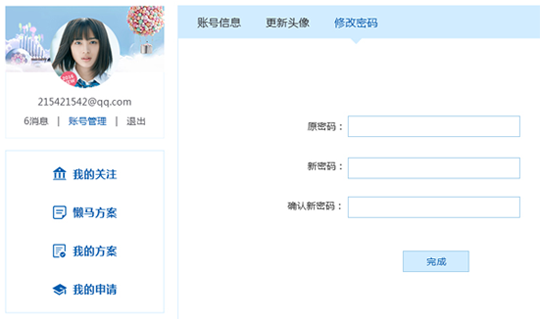 账号信息 更新头像 修改密码
215421542@qq.com
6消息 | 账号管理 | 退出
我的关注
懒马方案
我的方案
我的申请
原密码：
新密码：
确认新密码：
完成